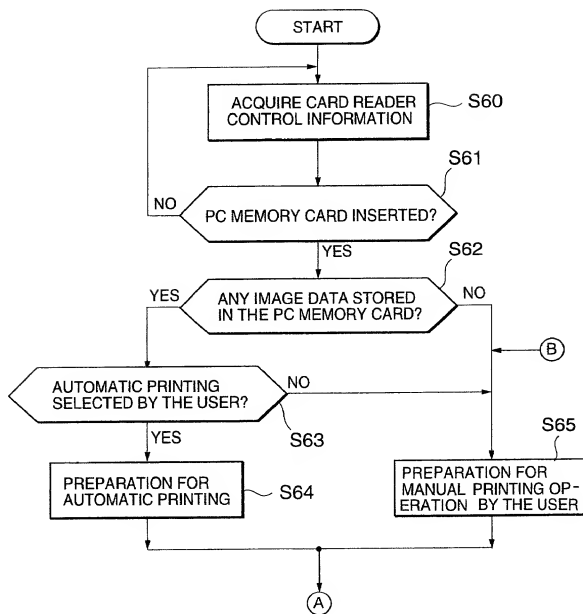 START
ACQUIRE CARD READER
CONTROL INFORMATION
S60
S61
NO
PC MEMORY CARD INSERTED?
YES
S62
YES
ANY IMAGE DATA STORED
IN THE PC MEMORY CARD?
NO
B
AUTOMATIC PRINTING
SELECTED BY THE USER?
NO
S63
YES
S65
PREPARATION FOR
AUTOMATIC PRINTING
S64
PREPARATION FOR
MANUAL PRINTING OP-
ERATION BY THE USER
A